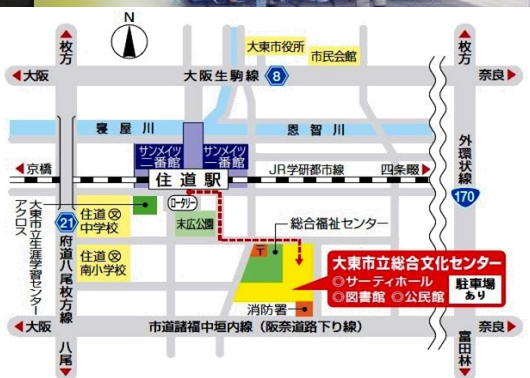 枚方
N
枚方
大東市役所
市民会館
大阪
大阪生駒線
8
奈良
寝屋川
恩智川
サンメイツ
二番館
サンメイツ
一番館
外環状線
京橋
住道駅
JR学研都市線
四条畷
170
大東市立生涯学習センター
アクロス
21
府道八尾枚方線
住道
文
中学校
ロータリー
末広公園
総合福祉センター
住道
文
南小学校
〒
大東市立総合文化センター
◎サーティホール
◎図書館 ◎公民館
駐車場
あり
消防署
大阪
市道諸福中垣内線(阪奈道路下り線)
奈良
八尾
富田林